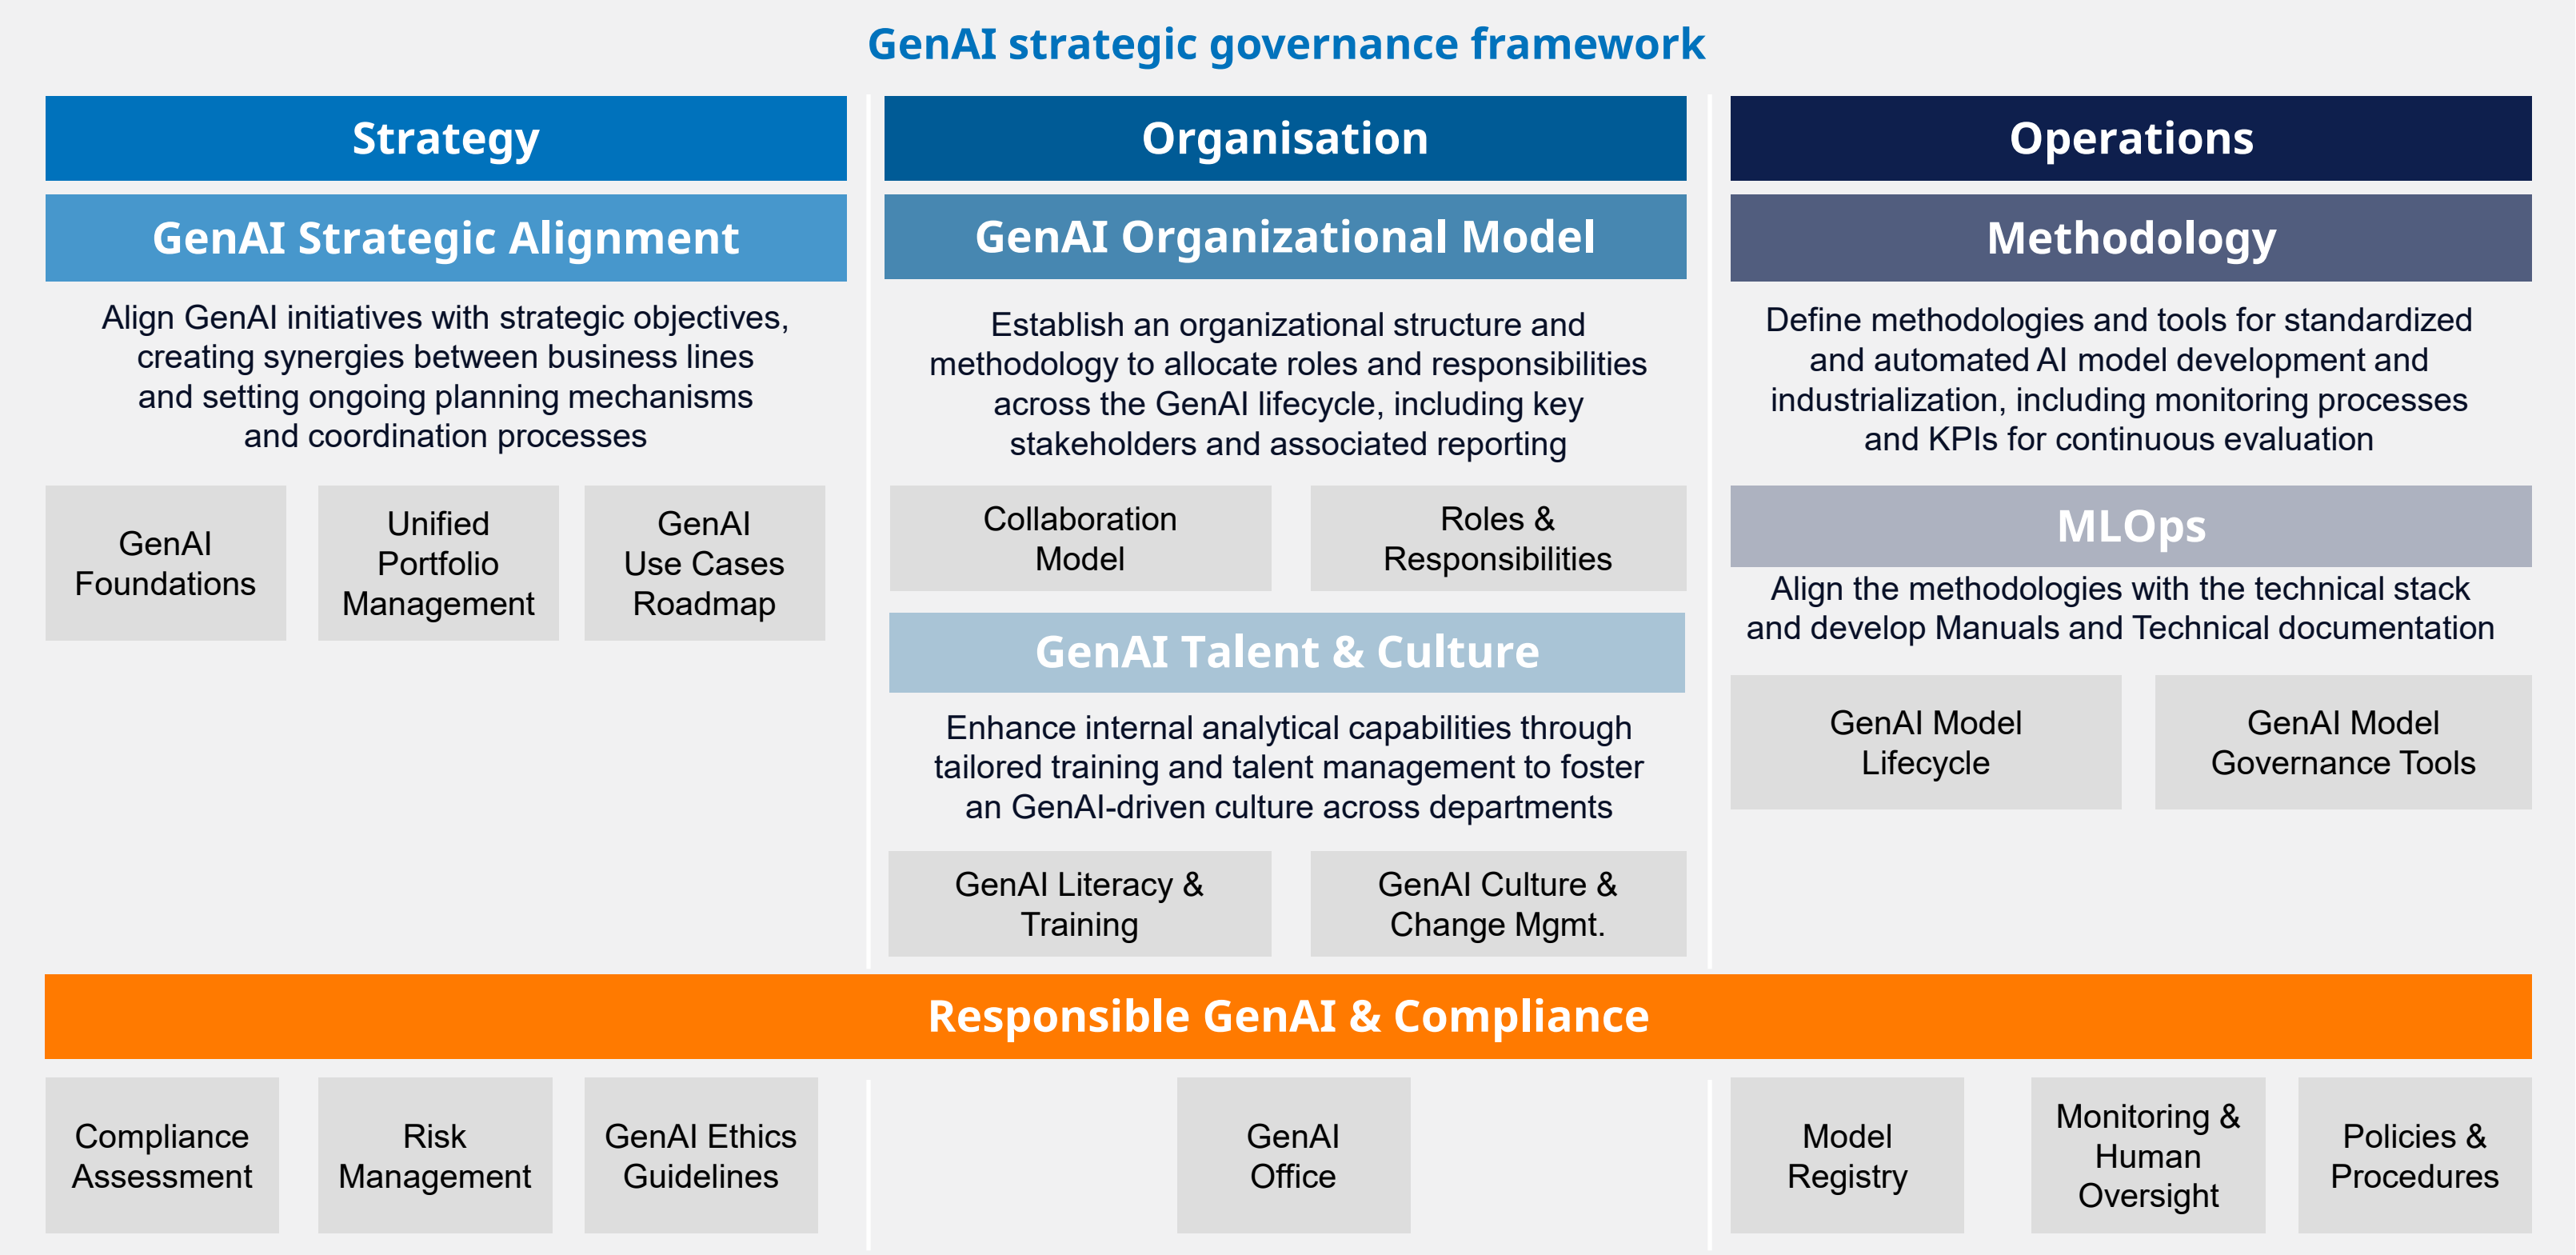 GenAI strategic governance framework
Strategy
GenAI Strategic Alignment
Align GenAI initiatives with strategic objectives,
creating synergies between business lines
and setting ongoing planning mechanisms
and coordination processes
GenAI
Foundations
Unified
Portfolio
Management
GenAI
Use Cases
Roadmap
Organisation
GenAI Organizational Model
Establish an organizational structure and
methodology to allocate roles and responsibilities
across the GenAI lifecycle, including key
stakeholders and associated reporting
Collaboration
Model
Roles &
Responsibilities
GenAI Talent & Culture
Enhance internal analytical capabilities through
tailored training and talent management to foster
an GenAI-driven culture across departments
GenAI Literacy &
Training
GenAI Culture &
Change Mgmt.
Operations
Methodology
Define methodologies and tools for standardized
and automated AI model development and
industrialization, including monitoring processes
and KPIs for continuous evaluation
MLOps
Align the methodologies with the technical stack
and develop Manuals and Technical documentation
GenAI Model
Lifecycle
GenAI Model
Governance Tools
Responsible GenAI & Compliance
Compliance
Assessment
Risk
Management
GenAI Ethics
Guidelines
GenAI
Office
Model
Registry
Monitoring &
Human
Oversight
Policies &
Procedures